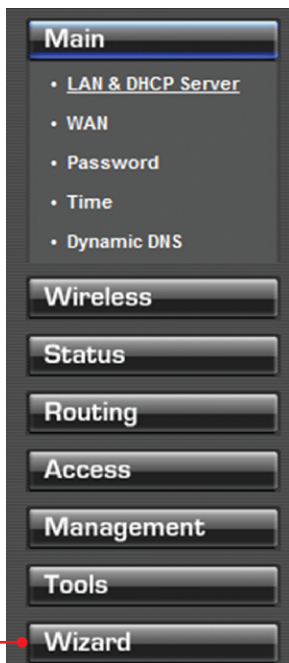 Main
• LAN & DHCP Server
• WAN
• Password
• Time
• Dynamic DNS
Wireless
Status
Routing
Access
Management
Tools
Wizard